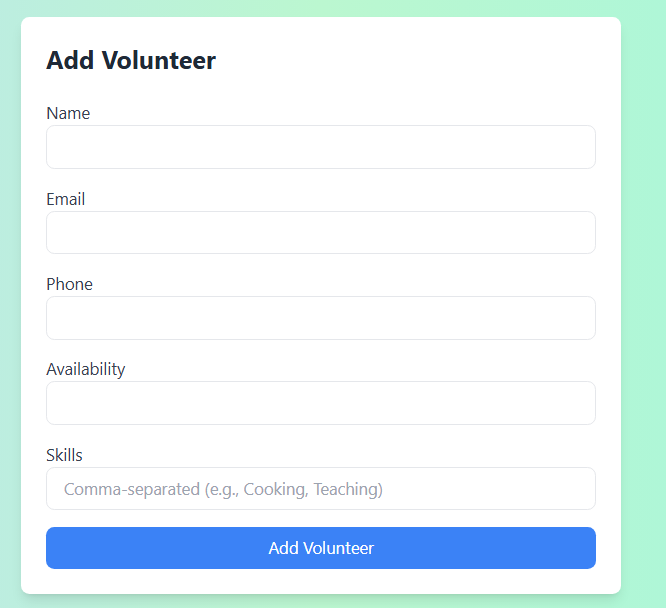 Add Volunteer
Name
Email
Phone
Availability
Skills
Comma-separated (e.g., Cooking, Teaching)
Add Volunteer